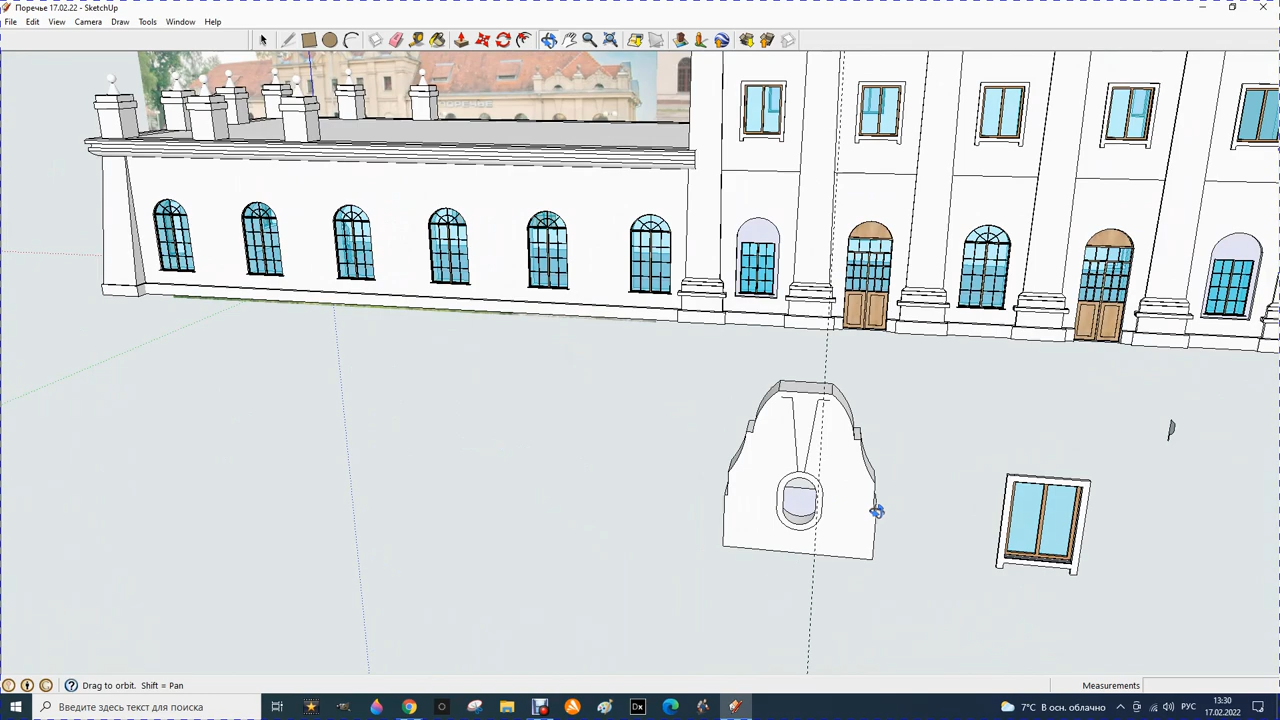 Поречье 17.02.22 - SketchUp
File Edit View Camera Draw Tools Window Help
Drag to orbit. Shift = Pan
Measurements
Введите здесь текст для поиска
Dx
7°C В осн. облачно
РУС
13:30
17.02.2022